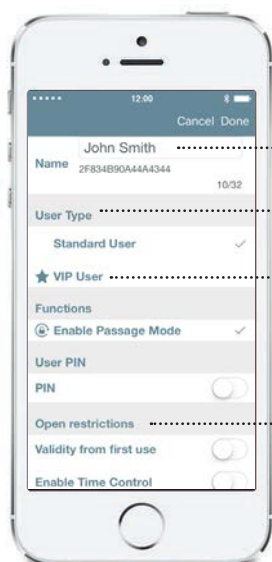 12:00
Cancel Done
John Smith
Name 2F834B90A44A4344
10/32
User Type
Standard User
VIP User
Functions
Enable Passage Mode
User PIN
PIN
Open restrictions
Validity from first use
Enable Time Control